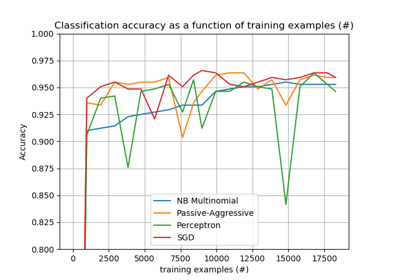 Classification accuracy as a function of training examples (#)
1.000
0.975
0.950
0.925
0.900
0.875
0.850
0.825
0.800
Accuracy
NB Multinomial
Passive-Aggressive
Perceptron
SGD
0 2500 5000 7500 10000 12500 15000 17500
training examples (#)